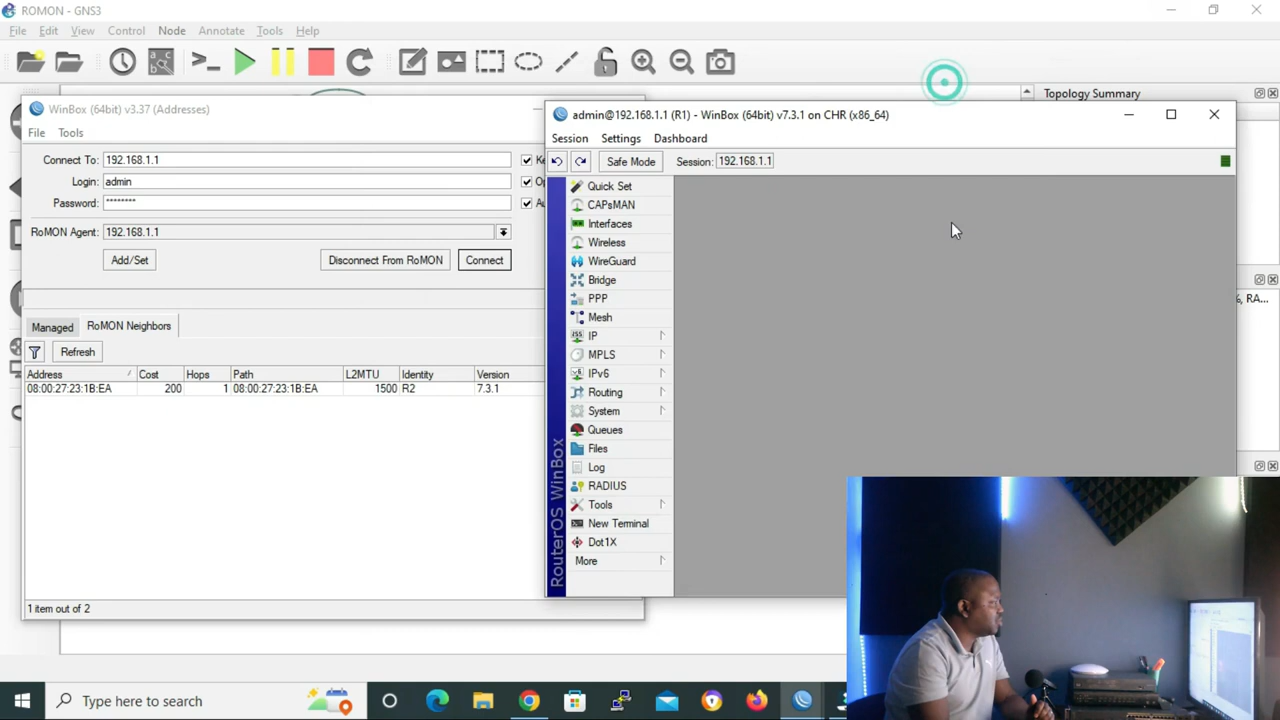 ROMON - GNS3
File Edit View Control Node Annotate Tools Help
Topology Summary
WinBox (64bit) v3.37 (Addresses)
File Tools
Connect To: 192.168.1.1
Login: admin
Password: ********
RoMON Agent: 192.168.1.1
Add/Set Disconnect From RoMON Connect
Managed RoMON Neighbors
Refresh
Address Cost Hops Path L2MTU Identity Version
08:00:27:23:1B:EA 200 1 08:00:27:23:1B:EA 1500 R2 7.3.1
1 item out of 2
admin@192.168.1.1 (R1) - WinBox (64bit) v7.3.1 on CHR (x86_64)
Session Settings Dashboard
Safe Mode Session: 192.168.1.1
Quick Set
CAPsMAN
Interfaces
Wireless
WireGuard
Bridge
PPP
Mesh
IP
MPLS
IPv6
Routing
System
Queues
Files
Log
RADIUS
Tools
New Terminal
Dot1X
More
RouterOS WinBox
%, RA...
Type here to search